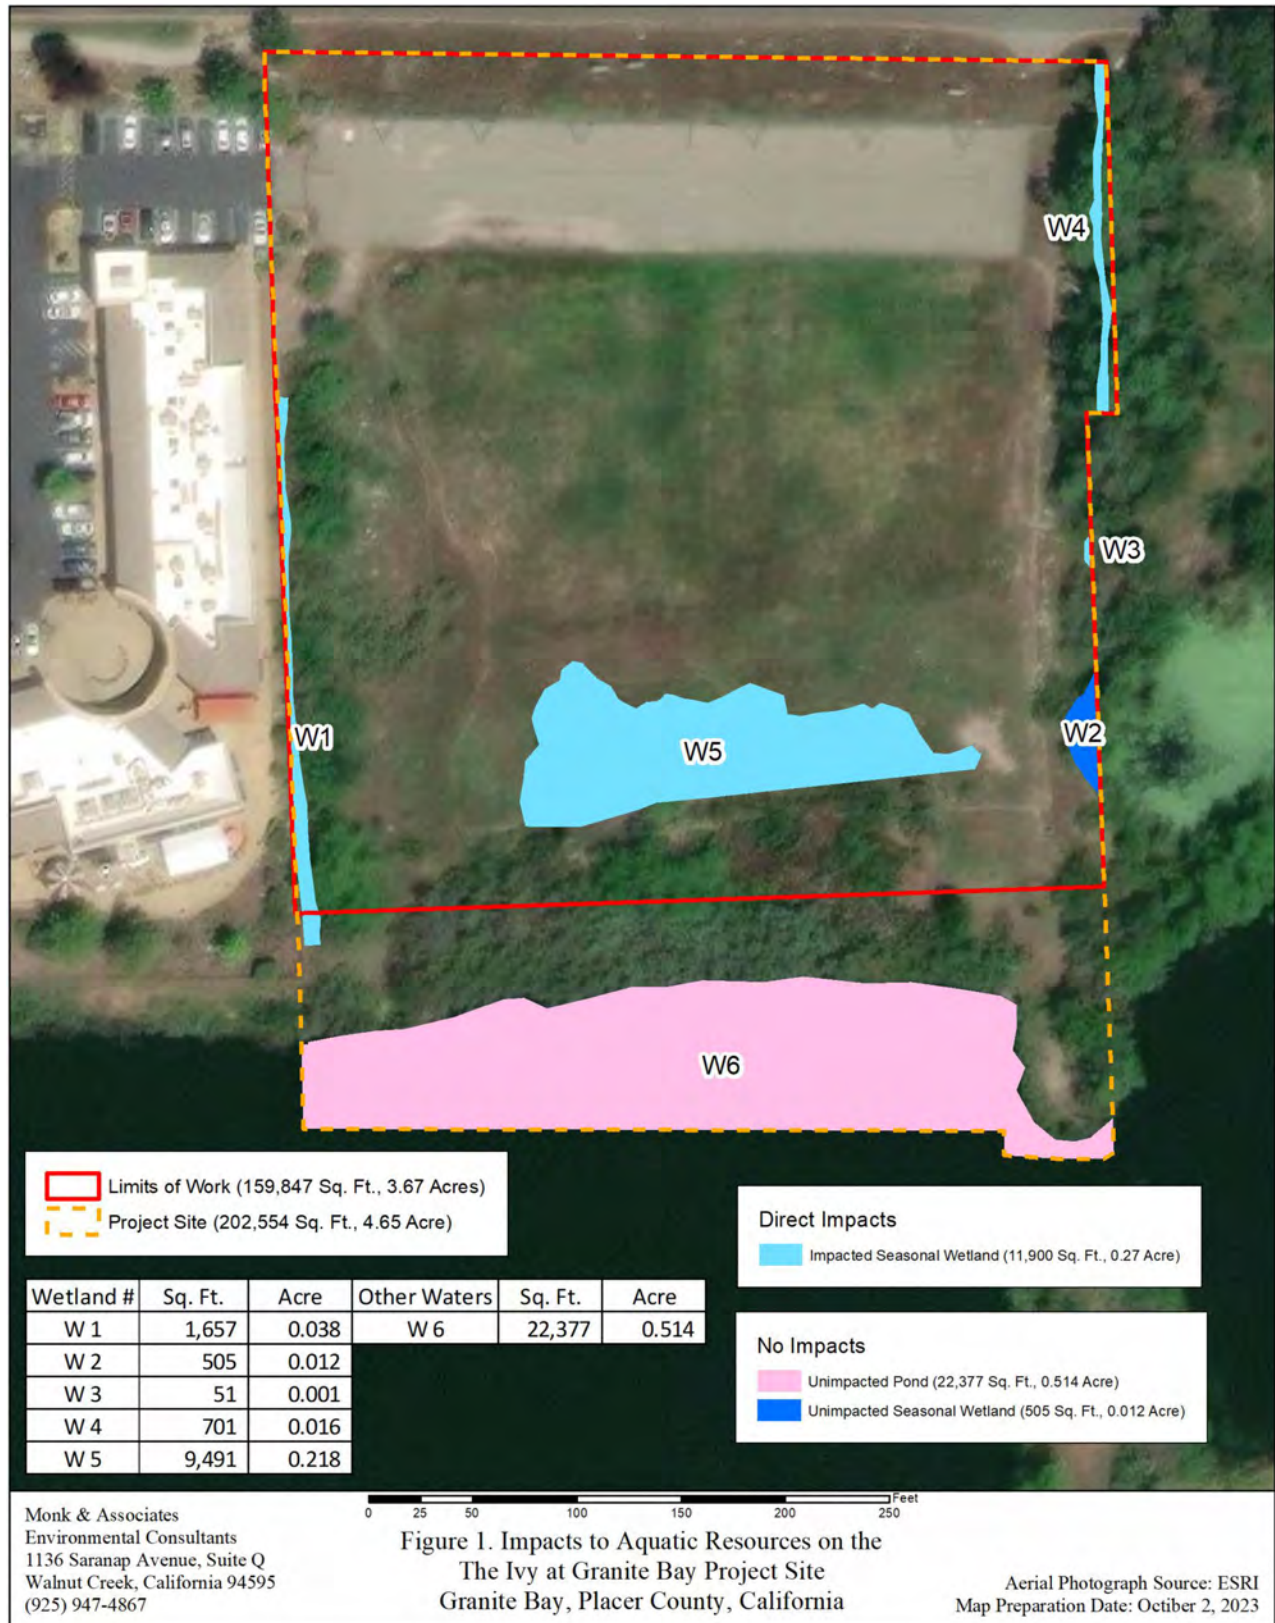 W4
W3
W1
W5
W2
W6
Limits of Work (159,847 Sq. Ft., 3.67 Acres)
Project Site (202,554 Sq. Ft., 4.65 Acre)
Direct Impacts
Impacted Seasonal Wetland (11,900 Sq. Ft., 0.27 Acre)
No Impacts
Unimpacted Pond (22,377 Sq. Ft., 0.514 Acre)
Unimpacted Seasonal Wetland (505 Sq. Ft., 0.012 Acre)
Wetland # Sq. Ft. Acre Other Waters Sq. Ft. Acre
W 1 1,657 0.038 W 6 22,377 0.514
W 2 505 0.012
W 3 51 0.001
W 4 701 0.016
W 5 9,491 0.218
Feet
0 25 50 100 150 200 250
Monk & Associates
Environmental Consultants
1136 Saranap Avenue, Suite Q
Walnut Creek, California 94595
(925) 947-4867
Figure 1. Impacts to Aquatic Resources on the
The Ivy at Granite Bay Project Site
Granite Bay, Placer County, California
Aerial Photograph Source: ESRI
Map Preparation Date: Octiber 2, 2023